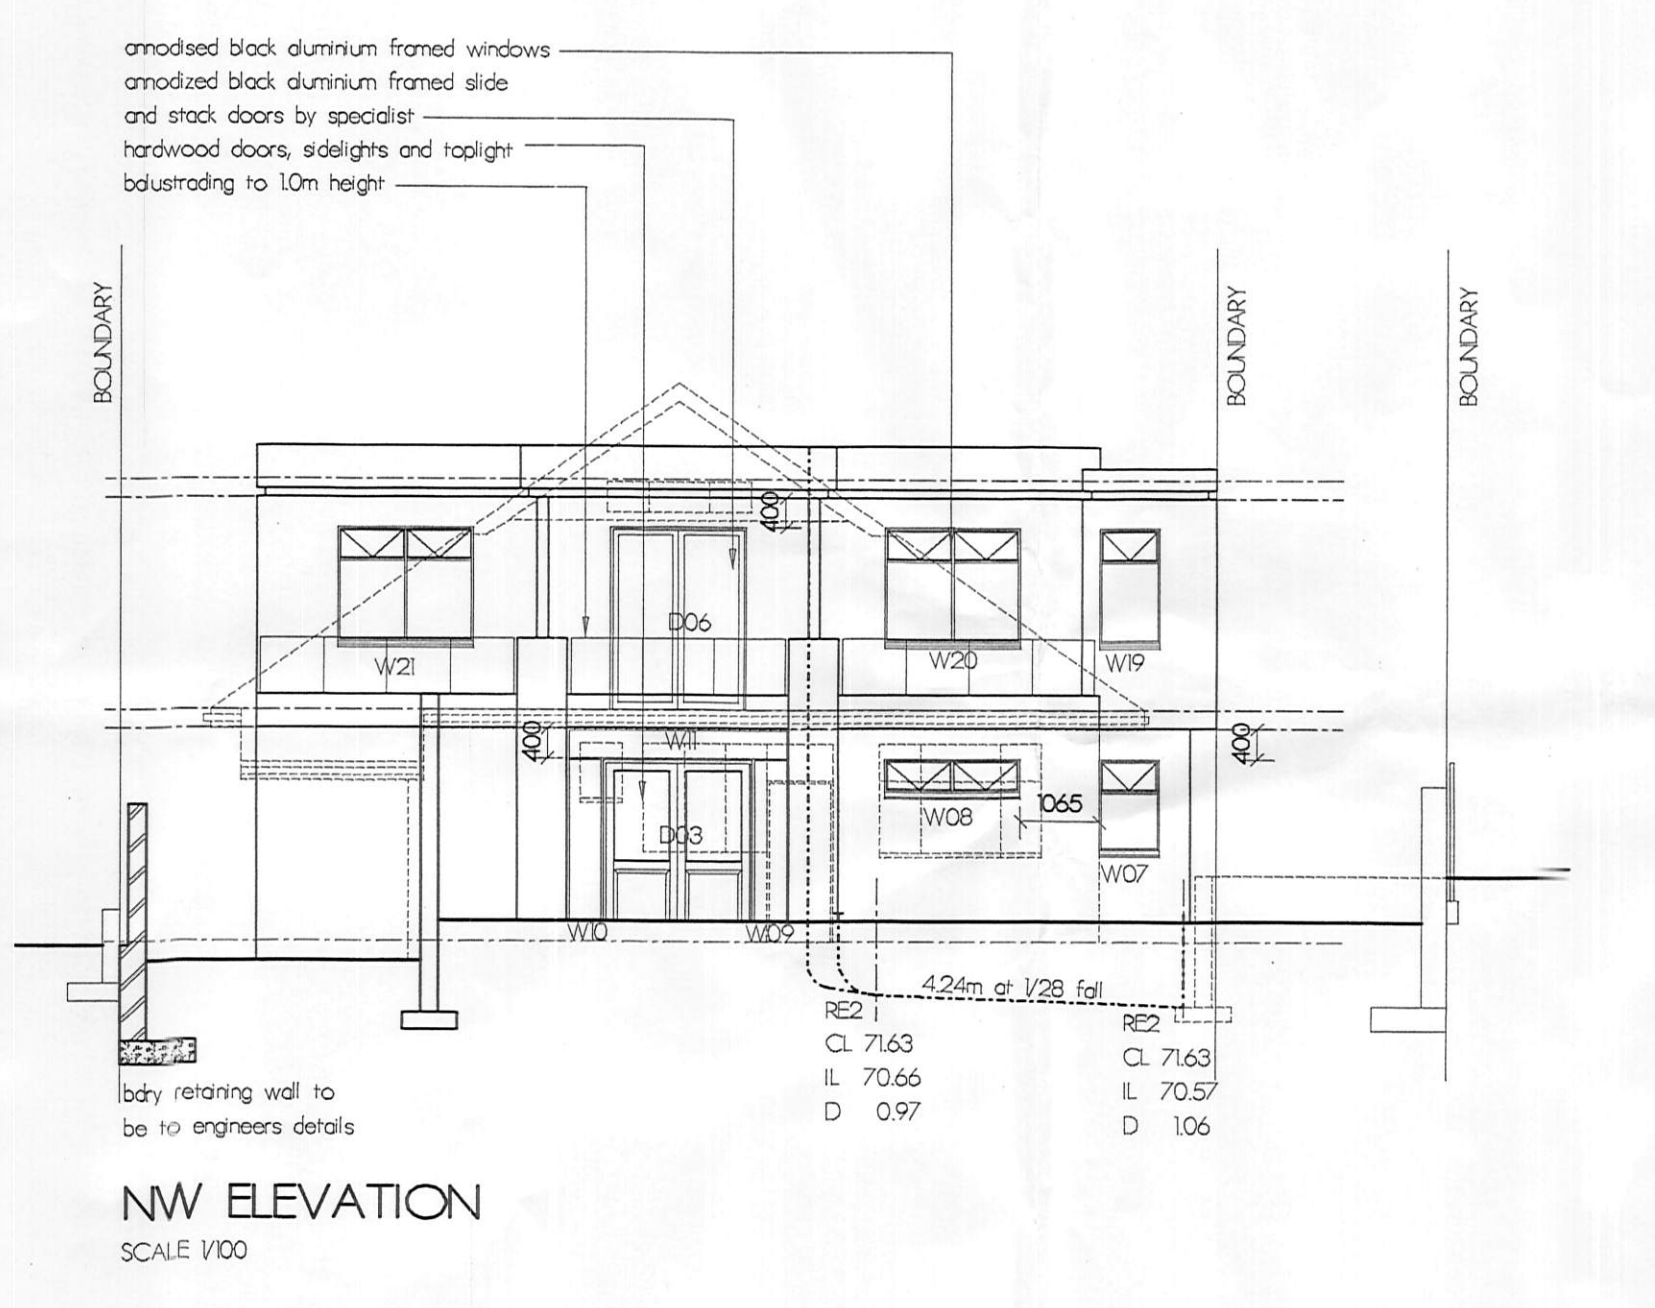 annodised black aluminium framed windows
annodized black aluminium framed slide
and stack doors by specialist
hardwood doors, sidelights and toplight
balustrading to 1.0m height
BOUNDARY
BOUNDARY
BOUNDARY
400
D06
W21
W20
W19
400
W11
400
1065
W08
D03
W07
W10
W09
4.24m at 1/28 fall
RE2
CL 71.63
IL 70.66
D 0.97
RE2
CL 71.63
IL 70.57
D 1.06
bdry retaining wall to
be to engineers details
NW ELEVATION
SCALE 1/100